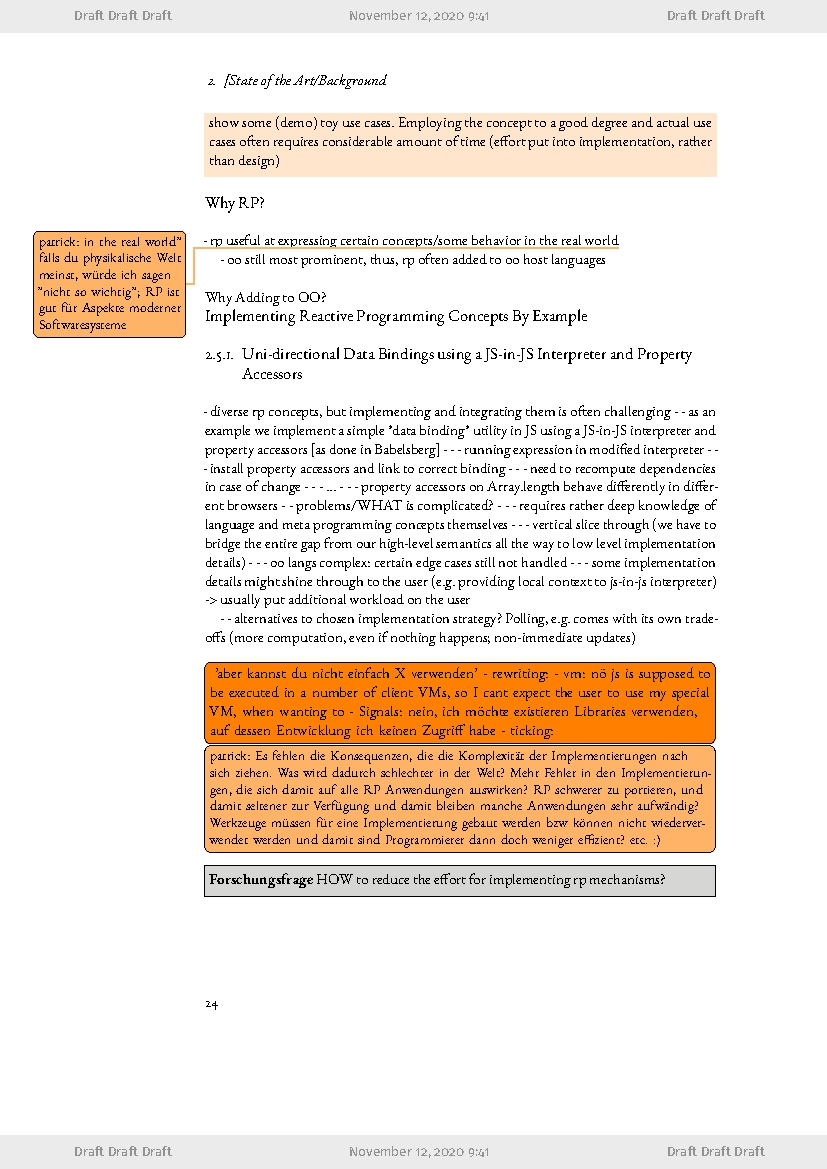 Draft Draft Draft November 12, 2020 9:41 Draft Draft Draft
2. [State of the Art/Background
show some (demo) toy use cases. Employing the concept to a good degree and actual use
cases often requires considerable amount of time (effort put into implementation, rather
than design)
Why RP?
- rp useful at expressing certain concepts/some behavior in the real world
- oo still most prominent, thus, rp often added to oo host languages
patrick: in the real world"
falls du physikalische Welt
meinst, würde ich sagen
"nicht so wichtig"; RP ist
gut für Aspekte moderner
Softwaresysteme
Why Adding to OO?
Implementing Reactive Programming Concepts By Example
2.5.1. Uni-directional Data Bindings using a JS-in-JS Interpreter and Property
Accessors
- diverse rp concepts, but implementing and integrating them is often challenging - - as an
example we implement a simple "data binding" utility in JS using a JS-in-JS interpreter and
property accessors [as done in Babelsberg] - - - running expression in modified interpreter - -
- install property accessors and link to correct binding - - - need to recompute dependencies
in case of change - - - ... - - - property accessors on Array.length behave differently in differ-
ent browsers - - problems/WHAT is complicated? - - - requires rather deep knowledge of
language and meta programming concepts themselves - - - vertical slice through (we have to
bridge the entire gap from our high-level semantics all the way to low level implementation
details) - - - oo langs complex: certain edge cases still not handled - - - some implementation
details might shine through to the user (e.g. providing local context to js-in-js interpreter)
-> usually put additional workload on the user
- - alternatives to chosen implementation strategy? Polling, e.g. comes with its own trade-
offs (more computation, even if nothing happens; non-immediate updates)
'aber kannst du nicht einfach X verwenden' - rewriting: - vm: nö js is supposed to
be executed in a number of client VMs, so I cant expect the user to use my special
VM, when wanting to - Signals: nein, ich möchte existieren Libraries verwenden,
auf dessen Entwicklung ich keinen Zugriff habe - ticking:
patrick: Es fehlen die Konsequenzen, die die Komplexität der Implementierungen nach
sich ziehen. Was wird dadurch schlechter in der Welt? Mehr Fehler in den Implementierun-
gen, die sich damit auf alle RP Anwendungen auswirken? RP schwerer zu portieren, und
damit seltener zur Verfügung und damit bleiben manche Anwendungen sehr aufwändig?
Werkzeuge müssen für eine Implementierung gebaut werden bzw können nicht wiederver-
wendet werden und damit sind Programmierer dann doch weniger effizient? etc. :)
Forschungsfrage HOW to reduce the effort for implementing rp mechanisms?
24
Draft Draft Draft November 12, 2020 9:41 Draft Draft Draft